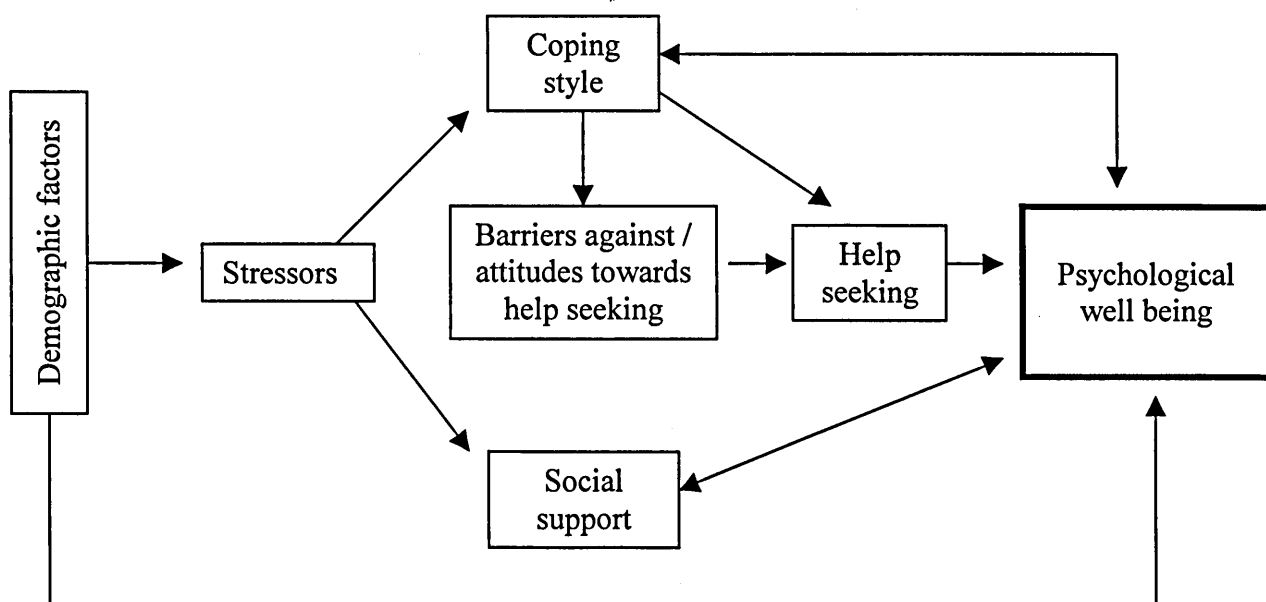 Coping
style
Demographic factors
Stressors
Barriers against /
attitudes towards
help seeking
Help
seeking
Psychological
well being
Social
support